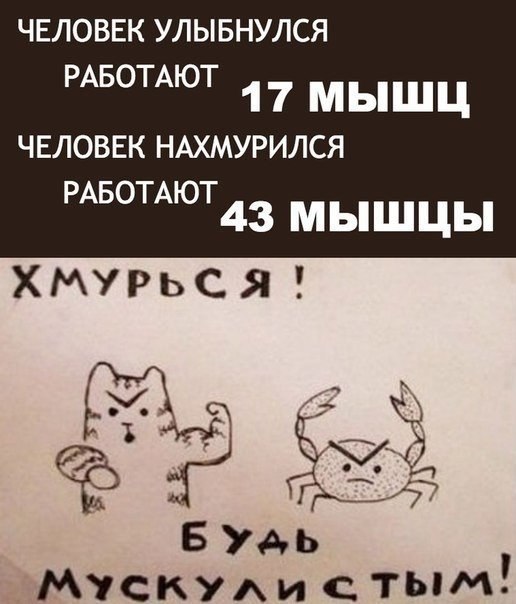 ЧЕЛОВЕК УЛЫБНУЛСЯ
РАБОТАЮТ 17 МЫШЦ
ЧЕЛОВЕК НАХМУРИЛСЯ
РАБОТАЮТ 43 МЫШЦЫ
ХМУРЬСЯ!
БУДЬ
МУСКУЛИСТЫМ!